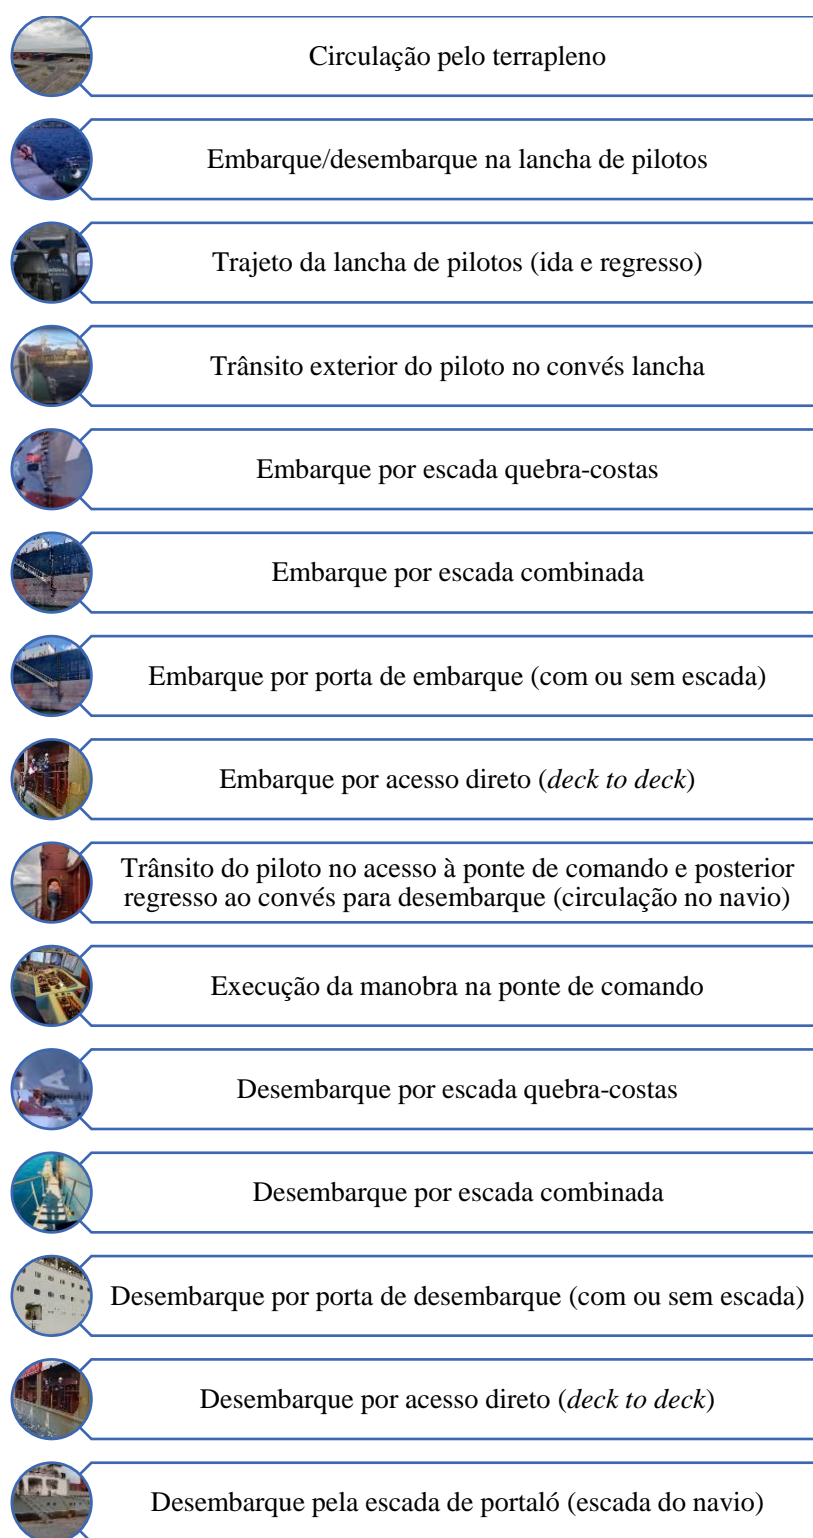 Circulação pelo terrapleno
Embarque/desembarque na lancha de pilotos
Trajeto da lancha de pilotos (ida e regresso)
Trânsito exterior do piloto no convés lancha
Embarque por escada quebra-costas
Embarque por escada combinada
Embarque por porta de embarque (com ou sem escada)
Embarque por acesso direto (deck to deck)
Trânsito do piloto no acesso à ponte de comando e posterior
regresso ao convés para desembarque (circulação no navio)
Execução da manobra na ponte de comando
Desembarque por escada quebra-costas
Desembarque por escada combinada
Desembarque por porta de desembarque (com ou sem escada)
Desembarque por acesso direto (deck to deck)
Desembarque pela escada de portaló (escada do navio)